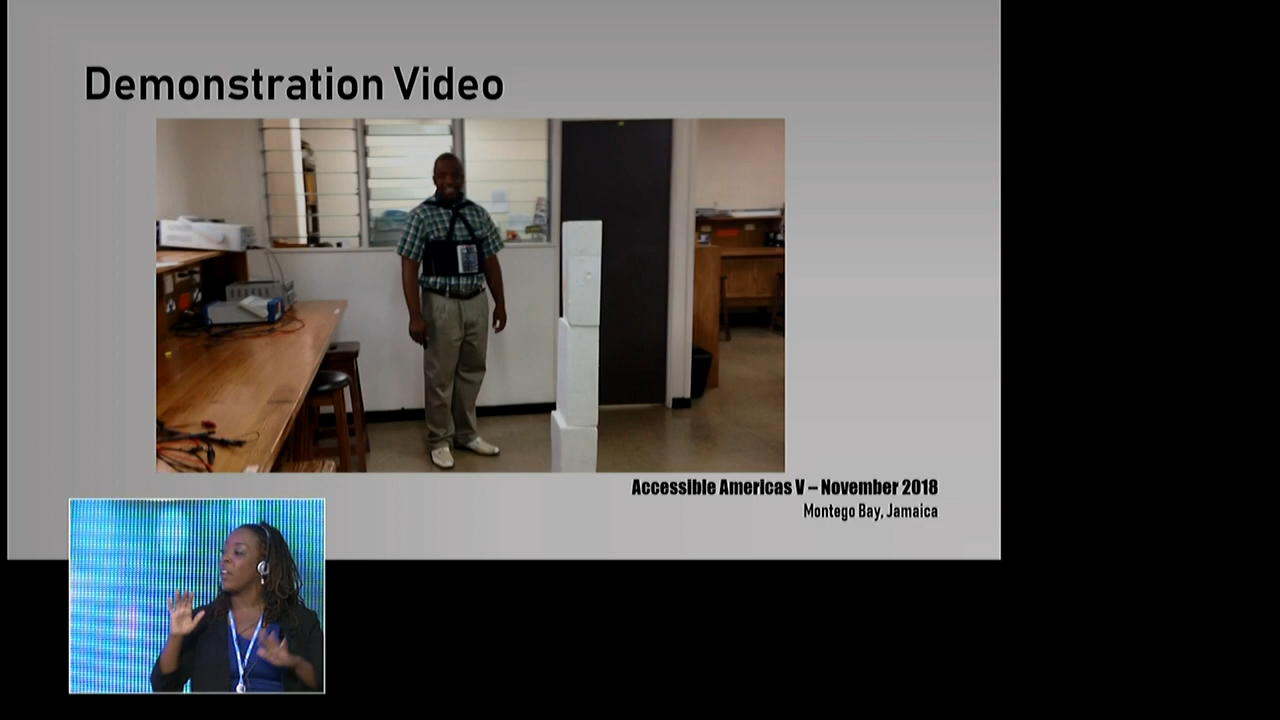 Demonstration Video
Accessible Americas V – November 2018
Montego Bay, Jamaica